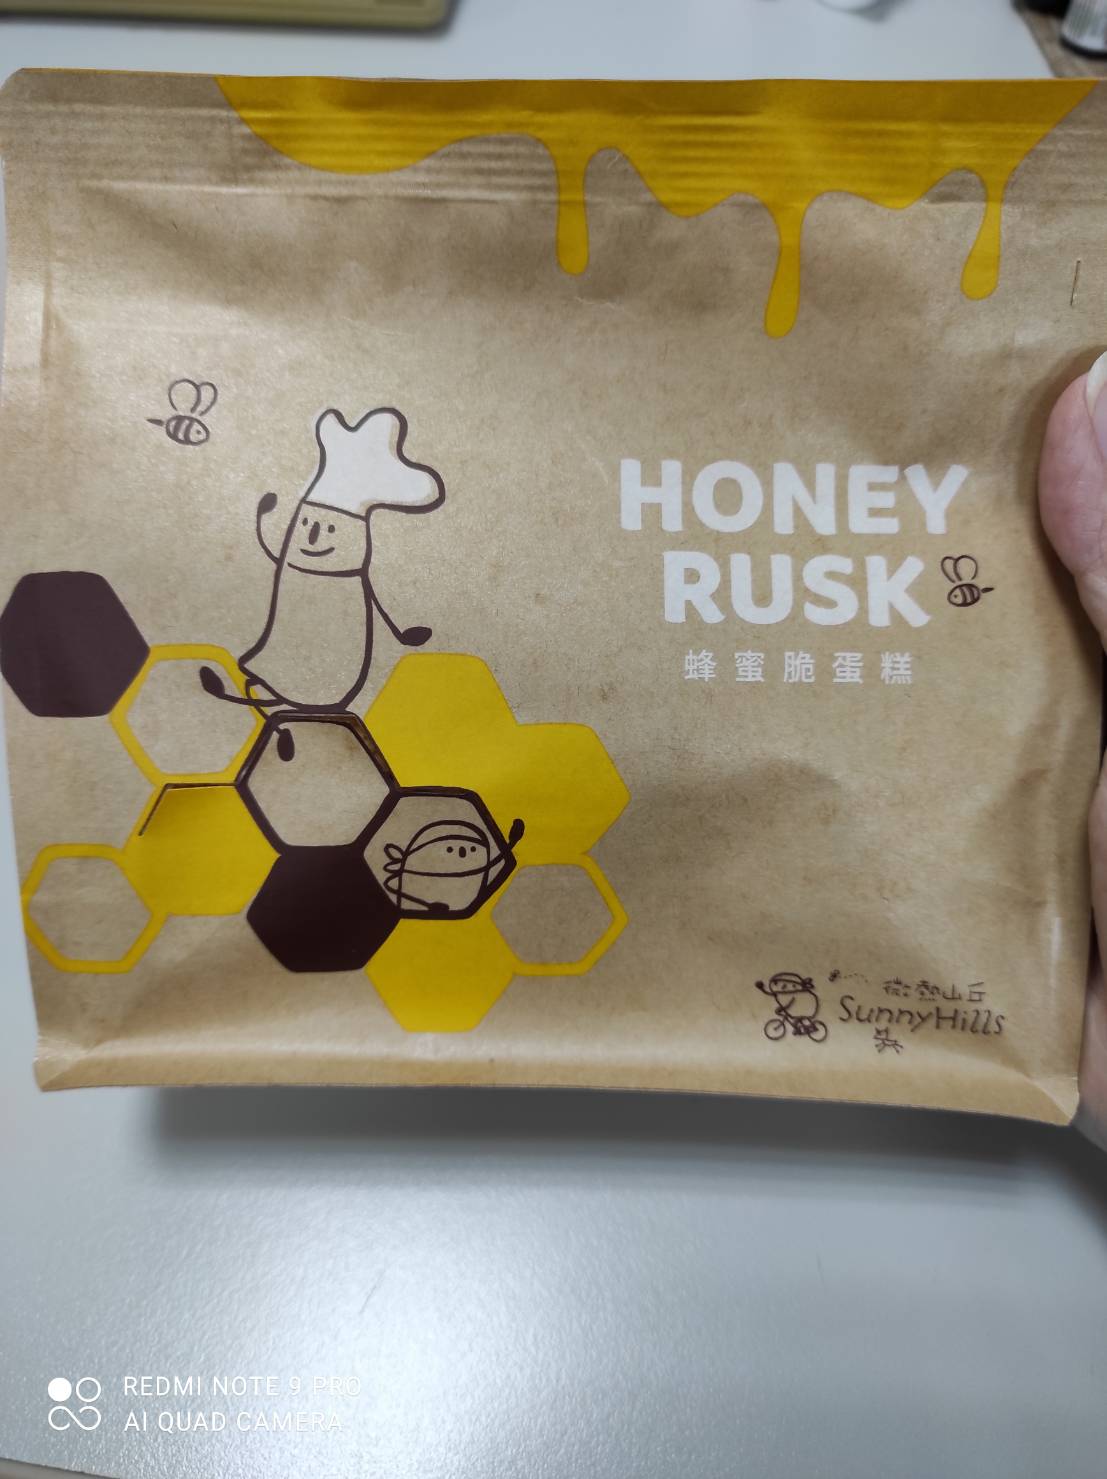 HONEY
RUSK
蜂蜜脆蛋糕
微熱山丘
SunnyHills
REDMI NOTE 9 PRO
AI QUAD CAMERA